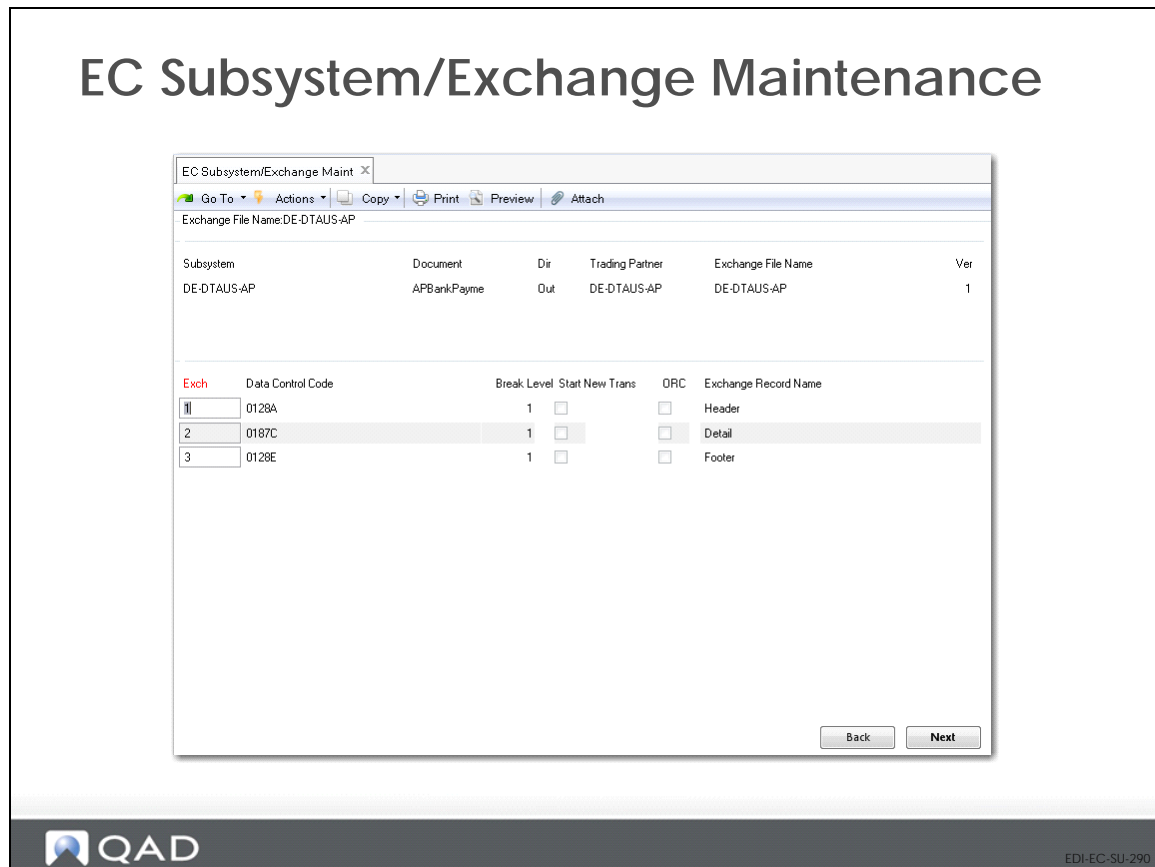 EC Subsystem/Exchange Maintenance
EC Subsystem/Exchange Maint X
Go To Actions Copy Print Preview Attach
Exchange File Name:DE-DTAUS-AP
Subsystem Document Dir Trading Partner Exchange File Name Ver
DE-DTAUS-AP APBankPayme Out DE-DTAUS-AP DE-DTAUS-AP 1
Exch Data Control Code Break Level Start New Trans ORC Exchange Record Name
1 0128A 1 Header
2 0187C 1 Detail
3 0128E 1 Footer
Back Next
QAD
EDI-EC-SU-290